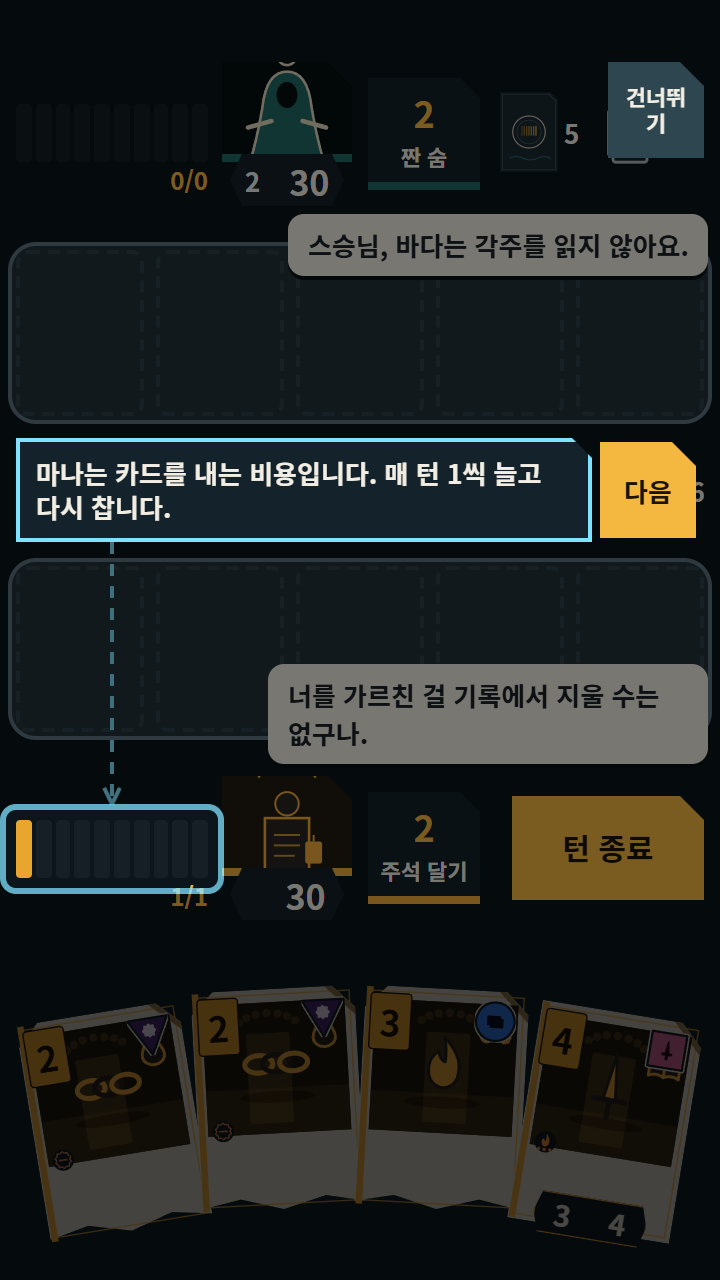 건너뛰
기
2
짠 숨
5
0/0
2
30
스승님, 바다는 각주를 읽지 않아요.
마나는 카드를 내는 비용입니다. 매 턴 1씩 늘고
다시 찹니다.
다음
6
너를 가르친 걸 기록에서 지울 수는
없구나.
2
주석 달기
턴 종료
1/1
30
2
2
3
4
3
4